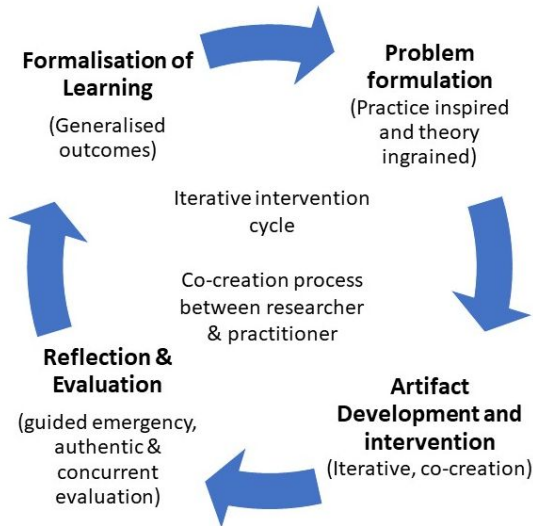 Formalisation of
Learning
(Generalised
outcomes)
Problem
formulation
(Practice inspired
and theory
ingrained)
Iterative intervention
cycle
Co-creation process
between researcher
& practitioner
Reflection &
Evaluation
(guided emergency,
authentic &
concurrent
evaluation)
Artifact
Development and
intervention
(Iterative, co-creation)